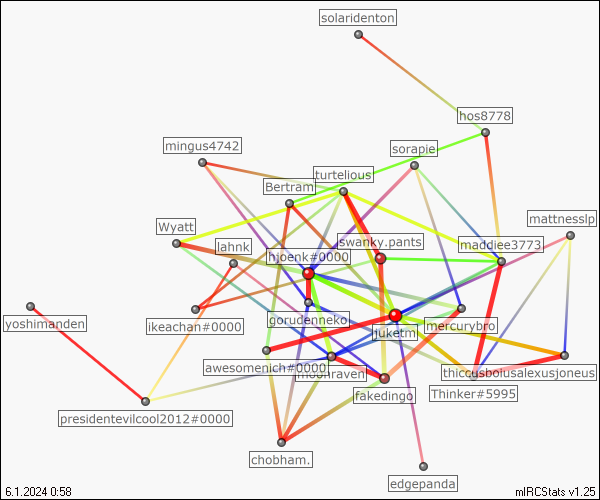 solaridenton
hos8778
mingus4742
sorapie
turtelious
Bertram
mattnesslp
Wyatt
swanky.pants
maddiee3773
lahnk
hjoenk#0000
gorudenneko
yoshimanden
ikeachan#0000
juketmi
mercurybro
awesomenich#0000
moonraven
thiccusboiusalexusjoneus
presidentevilcool2012#0000
fakedingo
Thinker#5995
chobham.
edgepanda
6.1.2024 0:58
mIRCStats v1.25